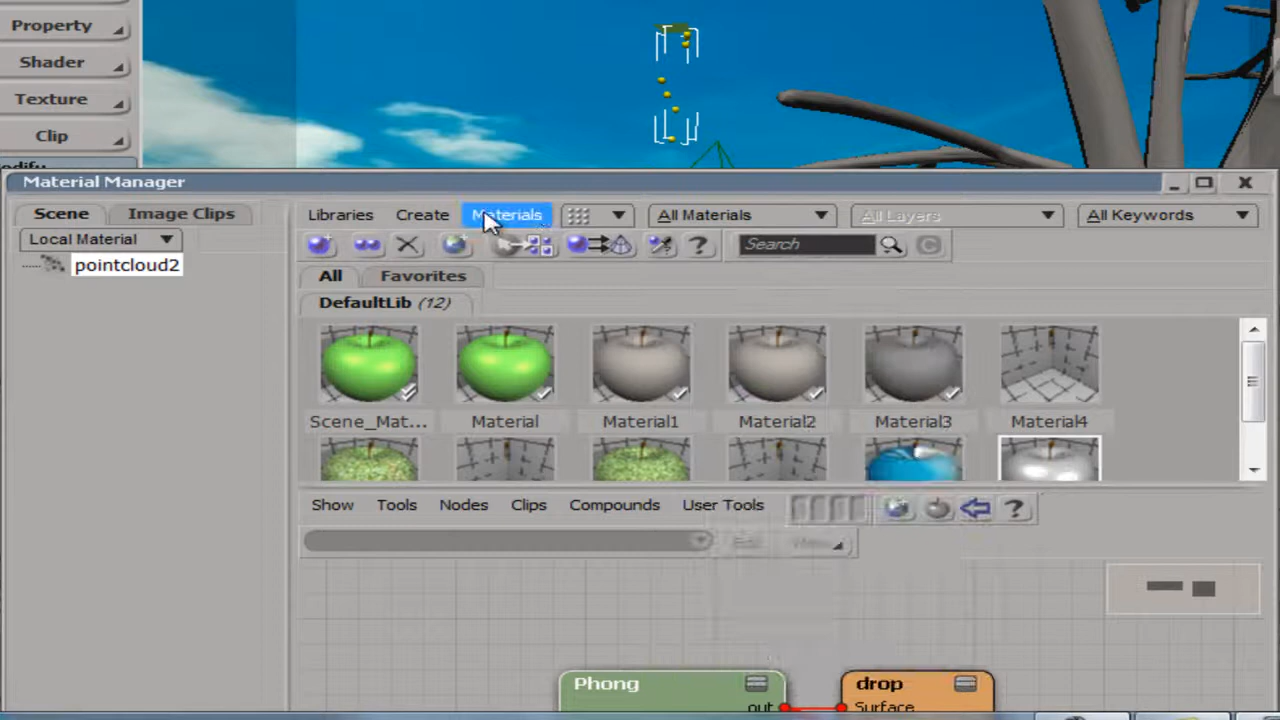 Property
Shader
Texture
Clip
Material Manager
Scene Image Clips
Local Material
pointcloud2
Libraries Create Materials All Materials All Layers All Keywords
? Search
All Favorites
DefaultLib (12)
Scene_Mat... Material Material1 Material2 Material3 Material4
Show Tools Nodes Clips Compounds User Tools ?
Phong
out
drop
Surface